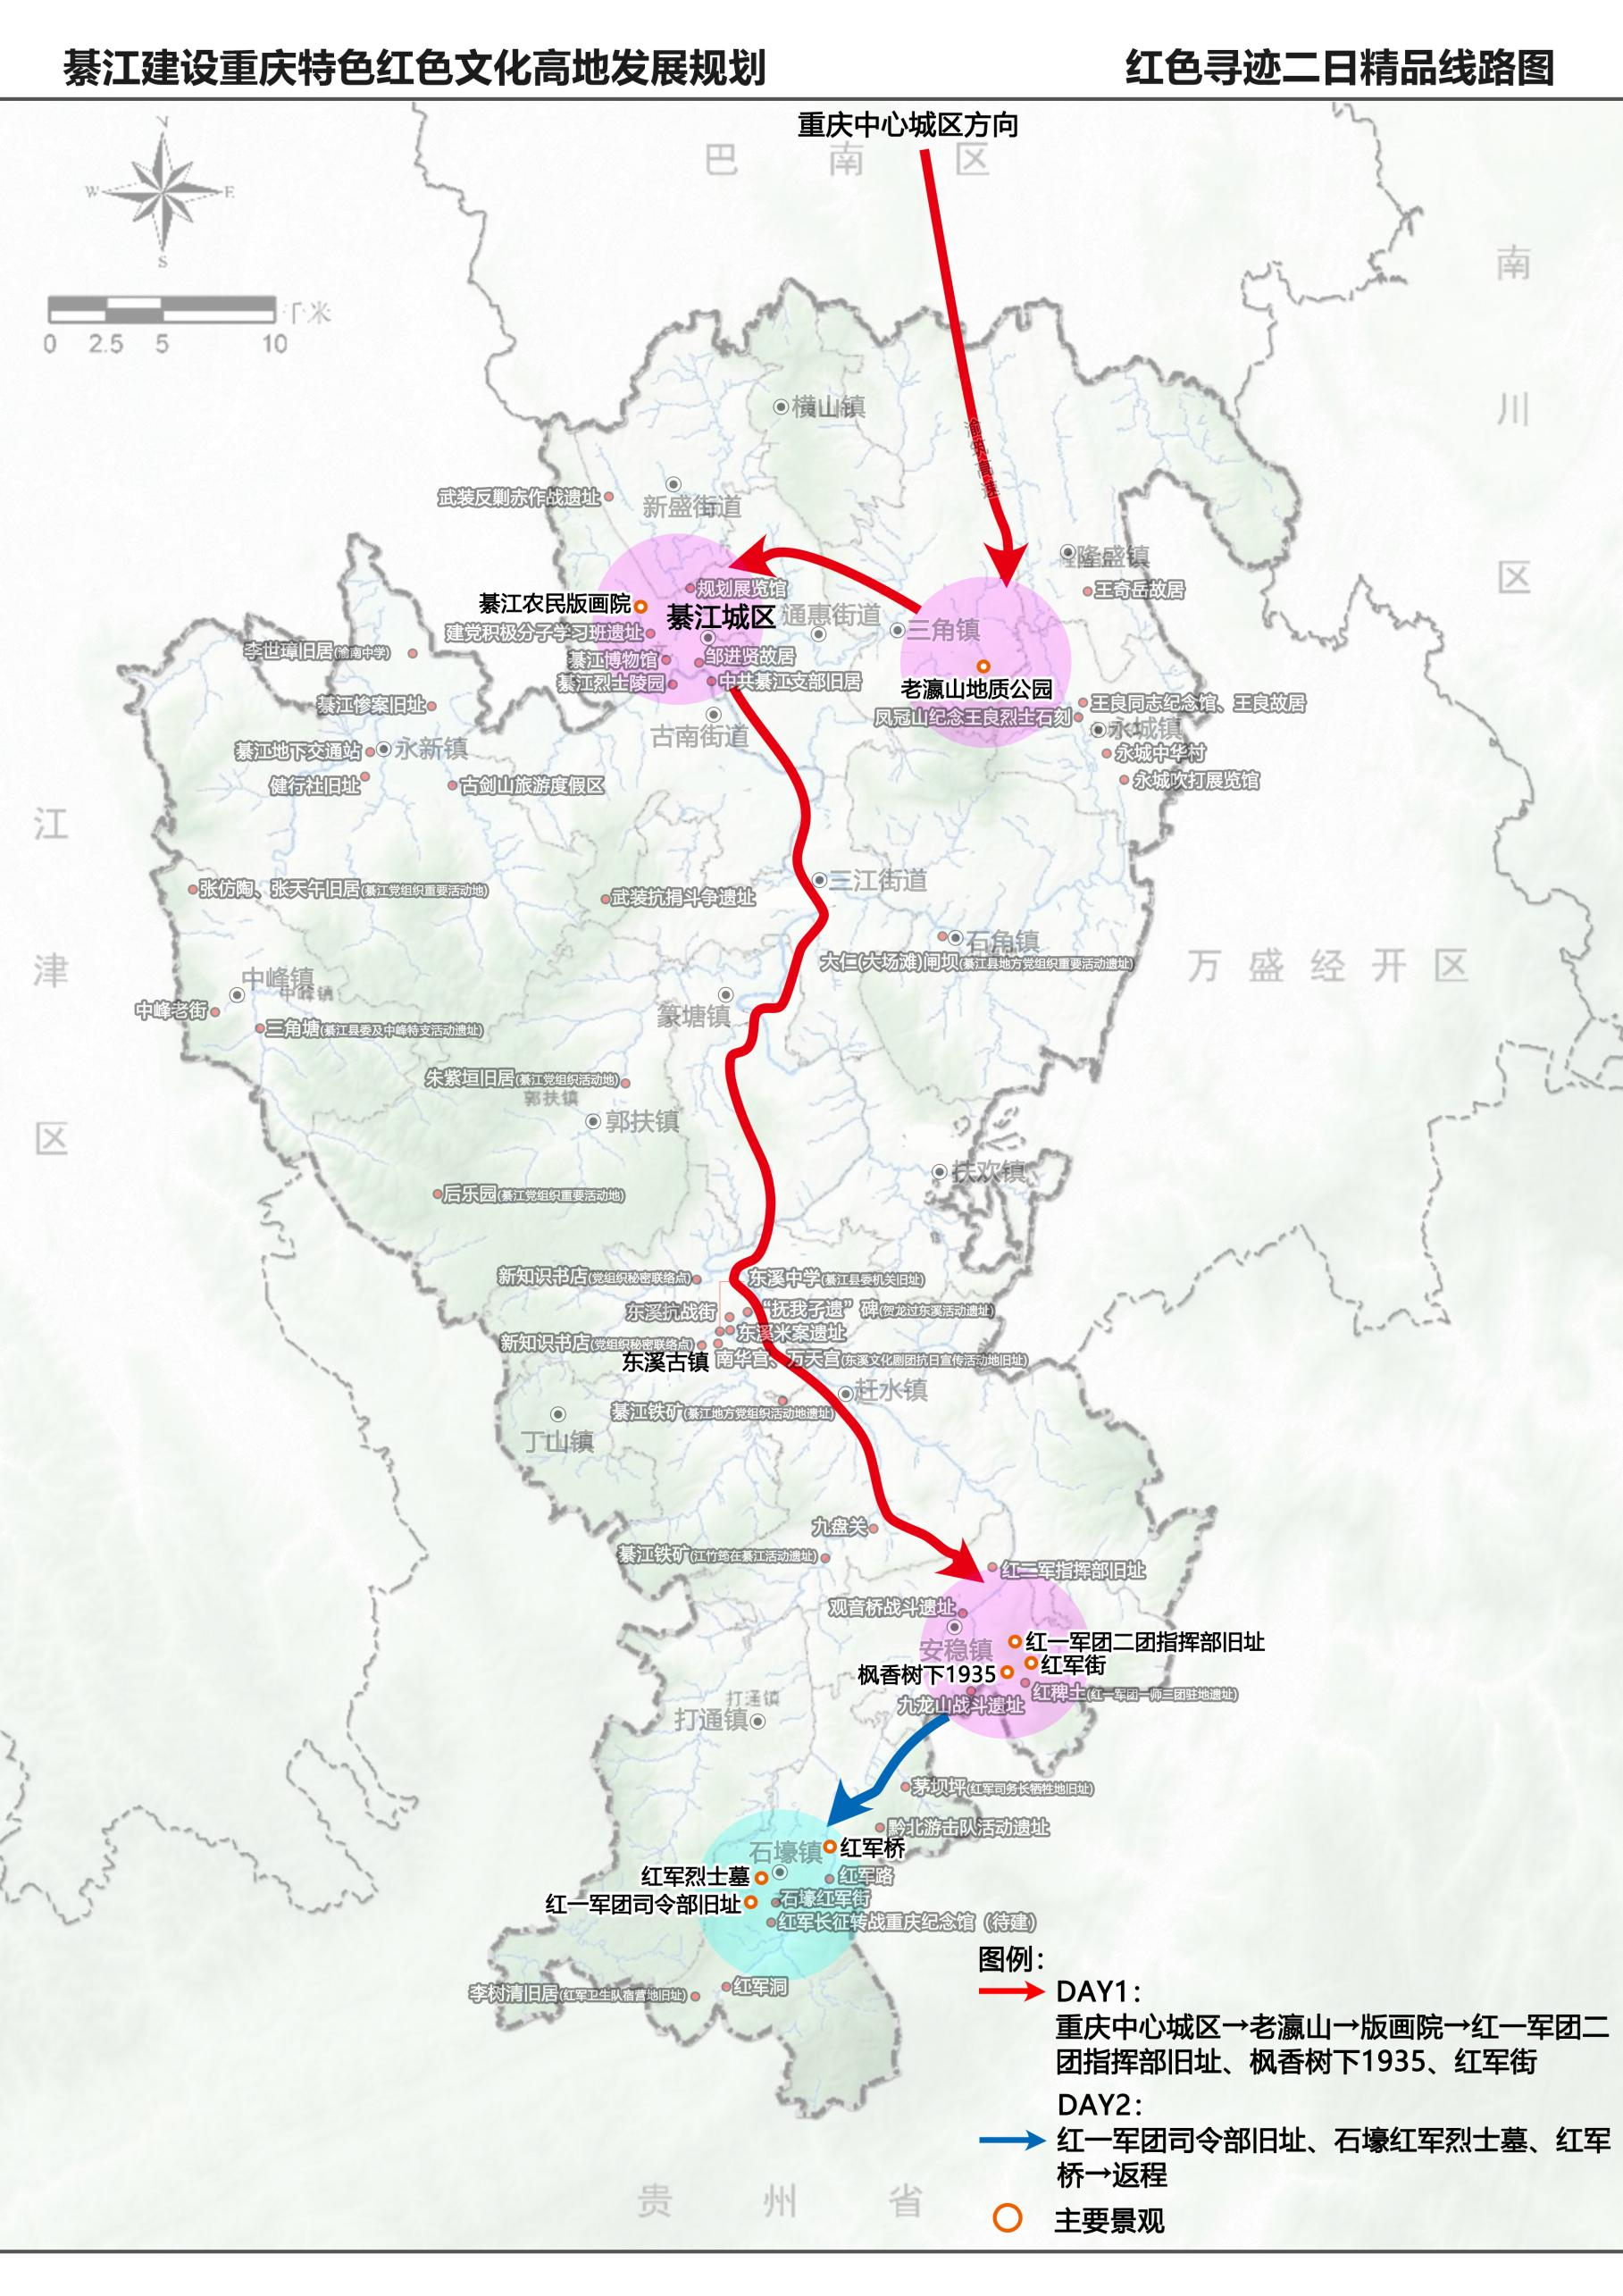 綦江建设重庆特色红色文化高地发展规划
红色寻迹二日精品线路图
重庆中心城区方向
巴南区
N
W
E
S
千米
0 2.5 5 10
南川区
横山镇
武装反剿赤作战遗址
新盛街道
隆盛镇
王奇岳故居
规划展览馆
綦江农民版画院
綦江城区
通惠街道
三角镇
建党积极分子学习班遗址
李世璋旧居(渝南中学)
綦江博物馆
邹进贤故居
綦江烈士陵园
中共綦江支部旧居
老瀛山地质公园
綦江惨案旧址
王良同志纪念馆、王良故居
凤冠山纪念王良烈士石刻
古南街道
永城镇
綦江地下交通站
永新镇
永城中华村
健行社旧址
古剑山旅游度假区
永城吹打展览馆
江津区
三江街道
张仿陶、张天午旧居(綦江党组织重要活动地)
武装抗捐斗争遗址
石角镇
大仁(大场滩)闸坝(綦江县地方党组织重要活动遗址)
万盛经开区
中峰镇
中峰镇
中峰老街
篆塘镇
三角塘(綦江县委及中峰特支活动遗址)
朱紫垣旧居(綦江党组织活动地)
郭扶镇
郭扶镇
扶欢镇
后乐园(綦江党组织重要活动地)
新知识书店(党组织秘密联络点)
东溪中学(綦江县委机关旧址)
东溪抗战街
“抚我孑遗”碑(贺龙过东溪活动遗址)
东溪米案遗址
新知识书店(党组织秘密联络点)
东溪古镇
南华宫、万天宫(东溪文化剧团抗日宣传活动地旧址)
赶水镇
綦江铁矿(綦江地方党组织活动地遗址)
丁山镇
九盘关
綦江铁矿(江竹筠在綦江活动遗址)
红二军指挥部旧址
观音桥战斗遗址
安稳镇
红一军团二团指挥部旧址
红军街
枫香树下1935
红稗土(红一军团一师三团驻地遗址)
九龙山战斗遗址
打通镇
打通镇
茅坝坪(红军司务长牺牲地旧址)
黔北游击队活动遗址
石壕镇
红军桥
红军烈士墓
红军路
红一军团司令部旧址
石壕红军街
红军长征转战重庆纪念馆（待建）
李树清旧居(红军卫生队宿营地旧址)
红军洞
贵州省
图例：
DAY1：
重庆中心城区→老瀛山→版画院→红一军团二
团指挥部旧址、枫香树下1935、红军街
DAY2：
红一军团司令部旧址、石壕红军烈士墓、红军
桥→返程
主要景观